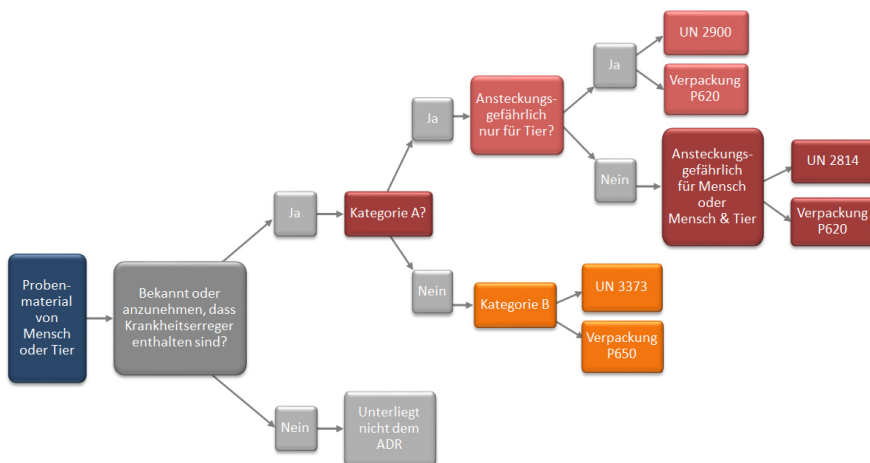 Proben-
material
von
Mensch
oder Tier
Bekannt oder
anzunehmen, dass
Krankheitserreger
enthalten sind?
Ja
Kategorie A?
Ja
Ansteckungs-
gefährlich
nur für Tier?
Ja
UN 2900
Verpackung
P620
Nein
Ansteckungs-
gefährlich
für Mensch
oder
Mensch & Tier
UN 2814
Verpackung
P620
Nein
Kategorie B
UN 3373
Verpackung
P650
Nein
Unterliegt
nicht dem
ADR